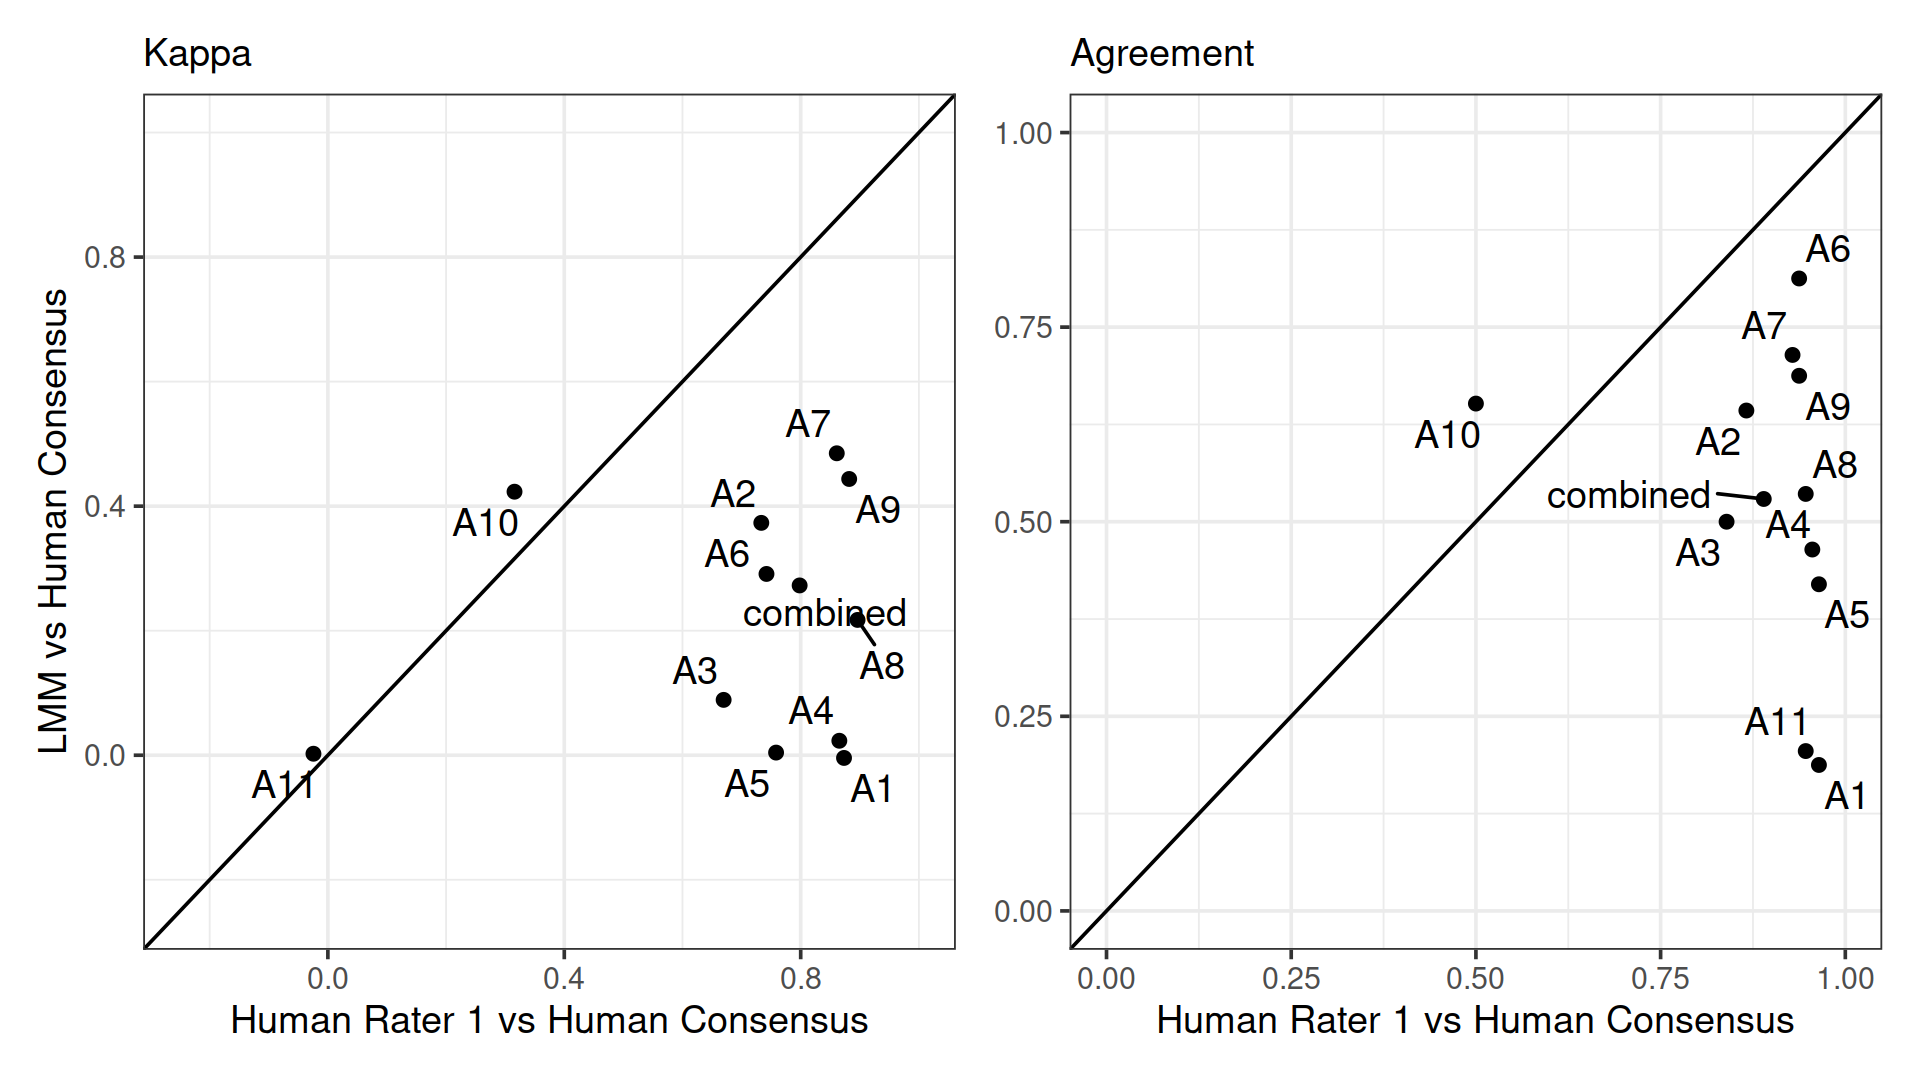 Kappa
LMM vs Human Consensus
0.8
0.4
0.0
A7
A9
A2
A10
A6
combined
A8
A3
A4
A11
A5
A1
0.0 0.4 0.8
Human Rater 1 vs Human Consensus
Agreement
1.00
0.75
0.50
0.25
0.00
A6
A7
A9
A10
A2
A8
combined
A4
A3
A5
A11
A1
0.00 0.25 0.50 0.75 1.00
Human Rater 1 vs Human Consensus